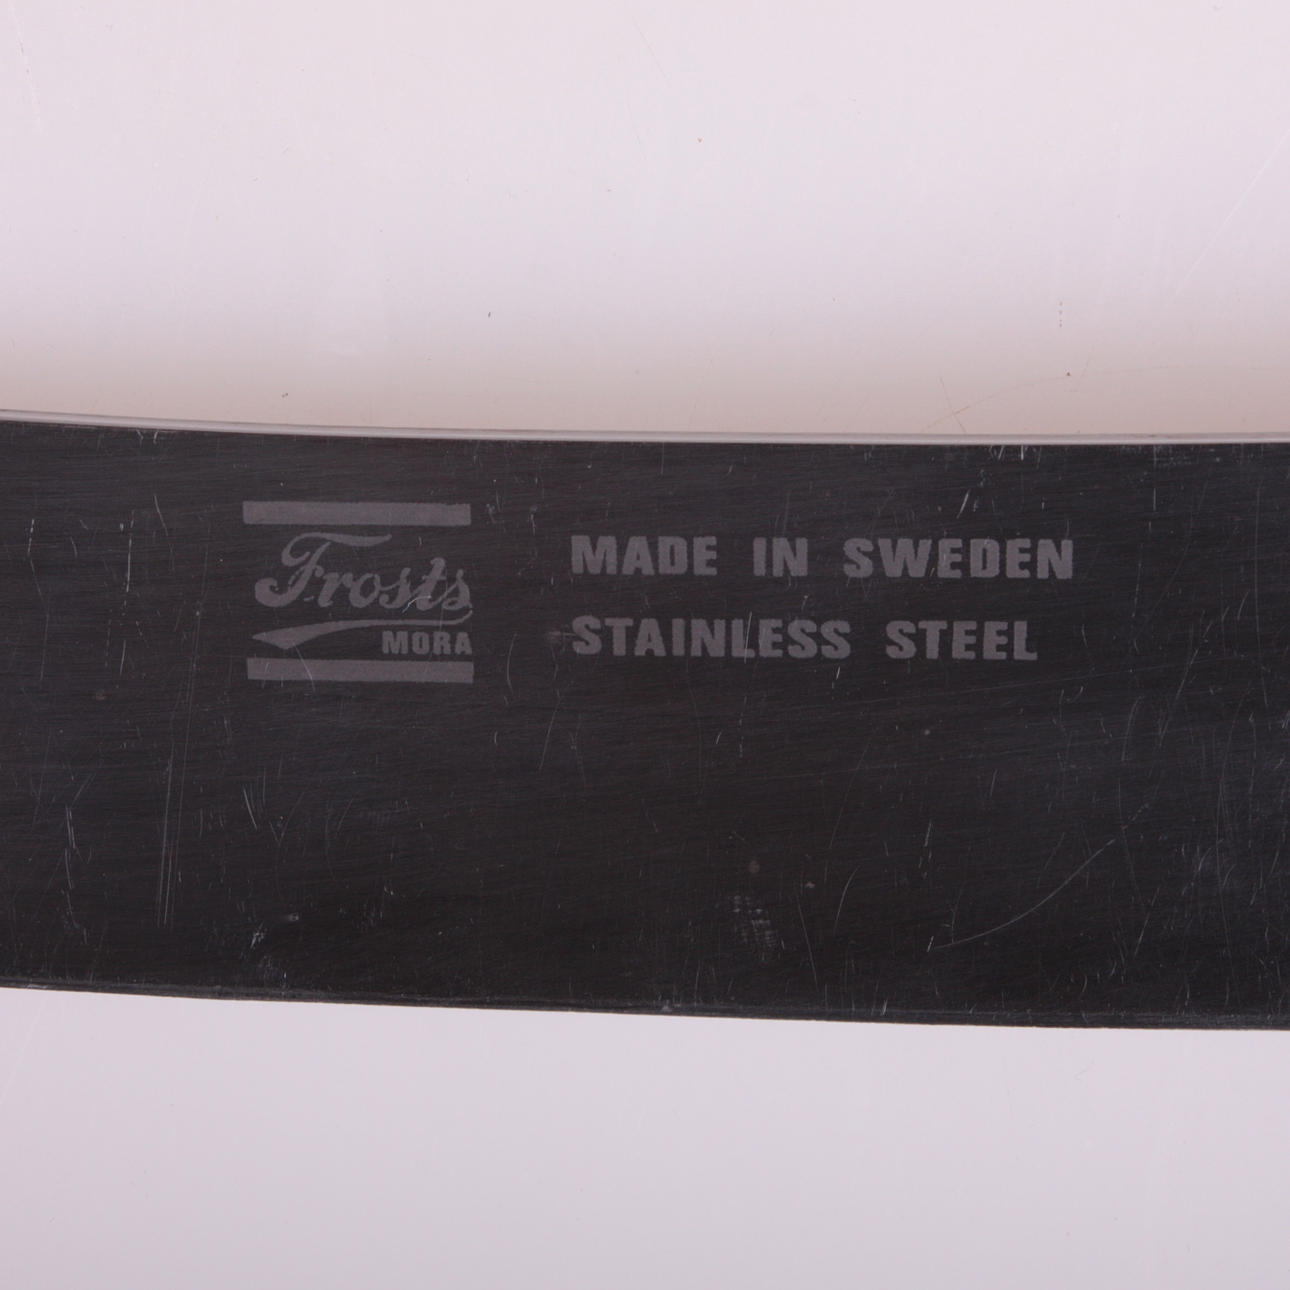 Frosts
MORA
MADE IN SWEDEN
STAINLESS STEEL